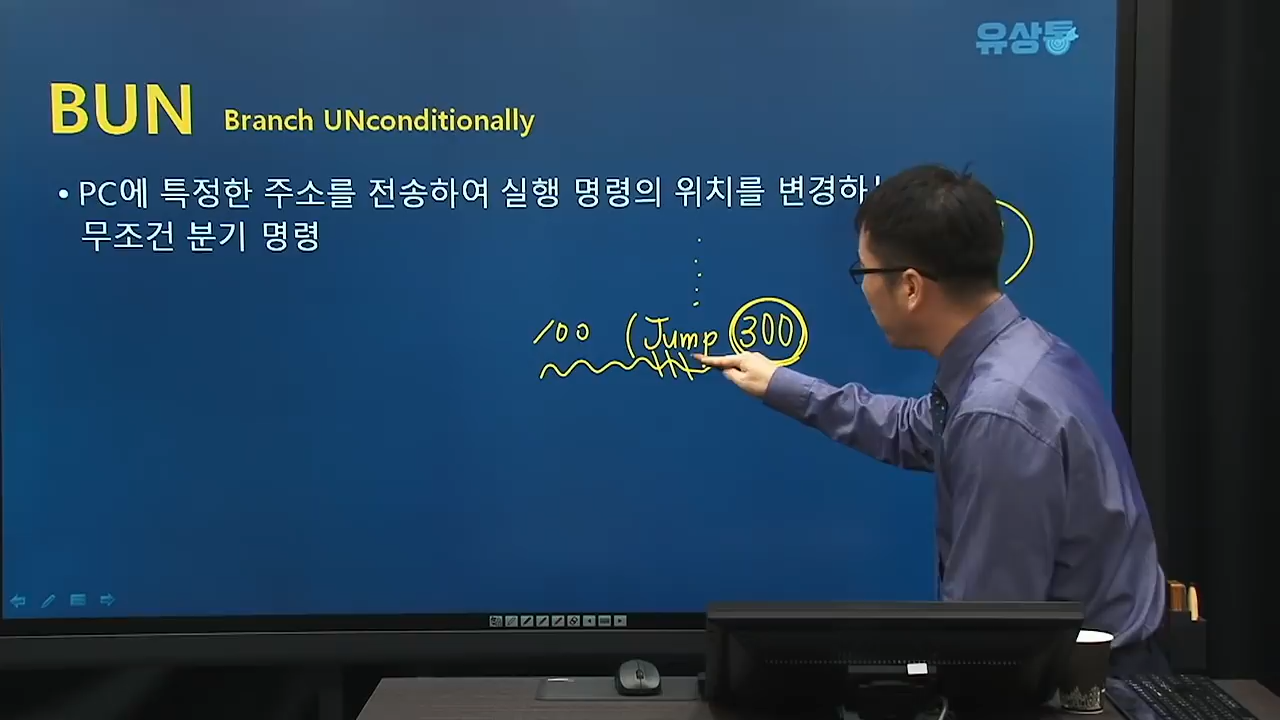 유상통
BUN Branch UNconditionally
• PC에 특정한 주소를 전송하여 실행 명령의 위치를 변경하
무조건 분기 명령
100 (Jump 300